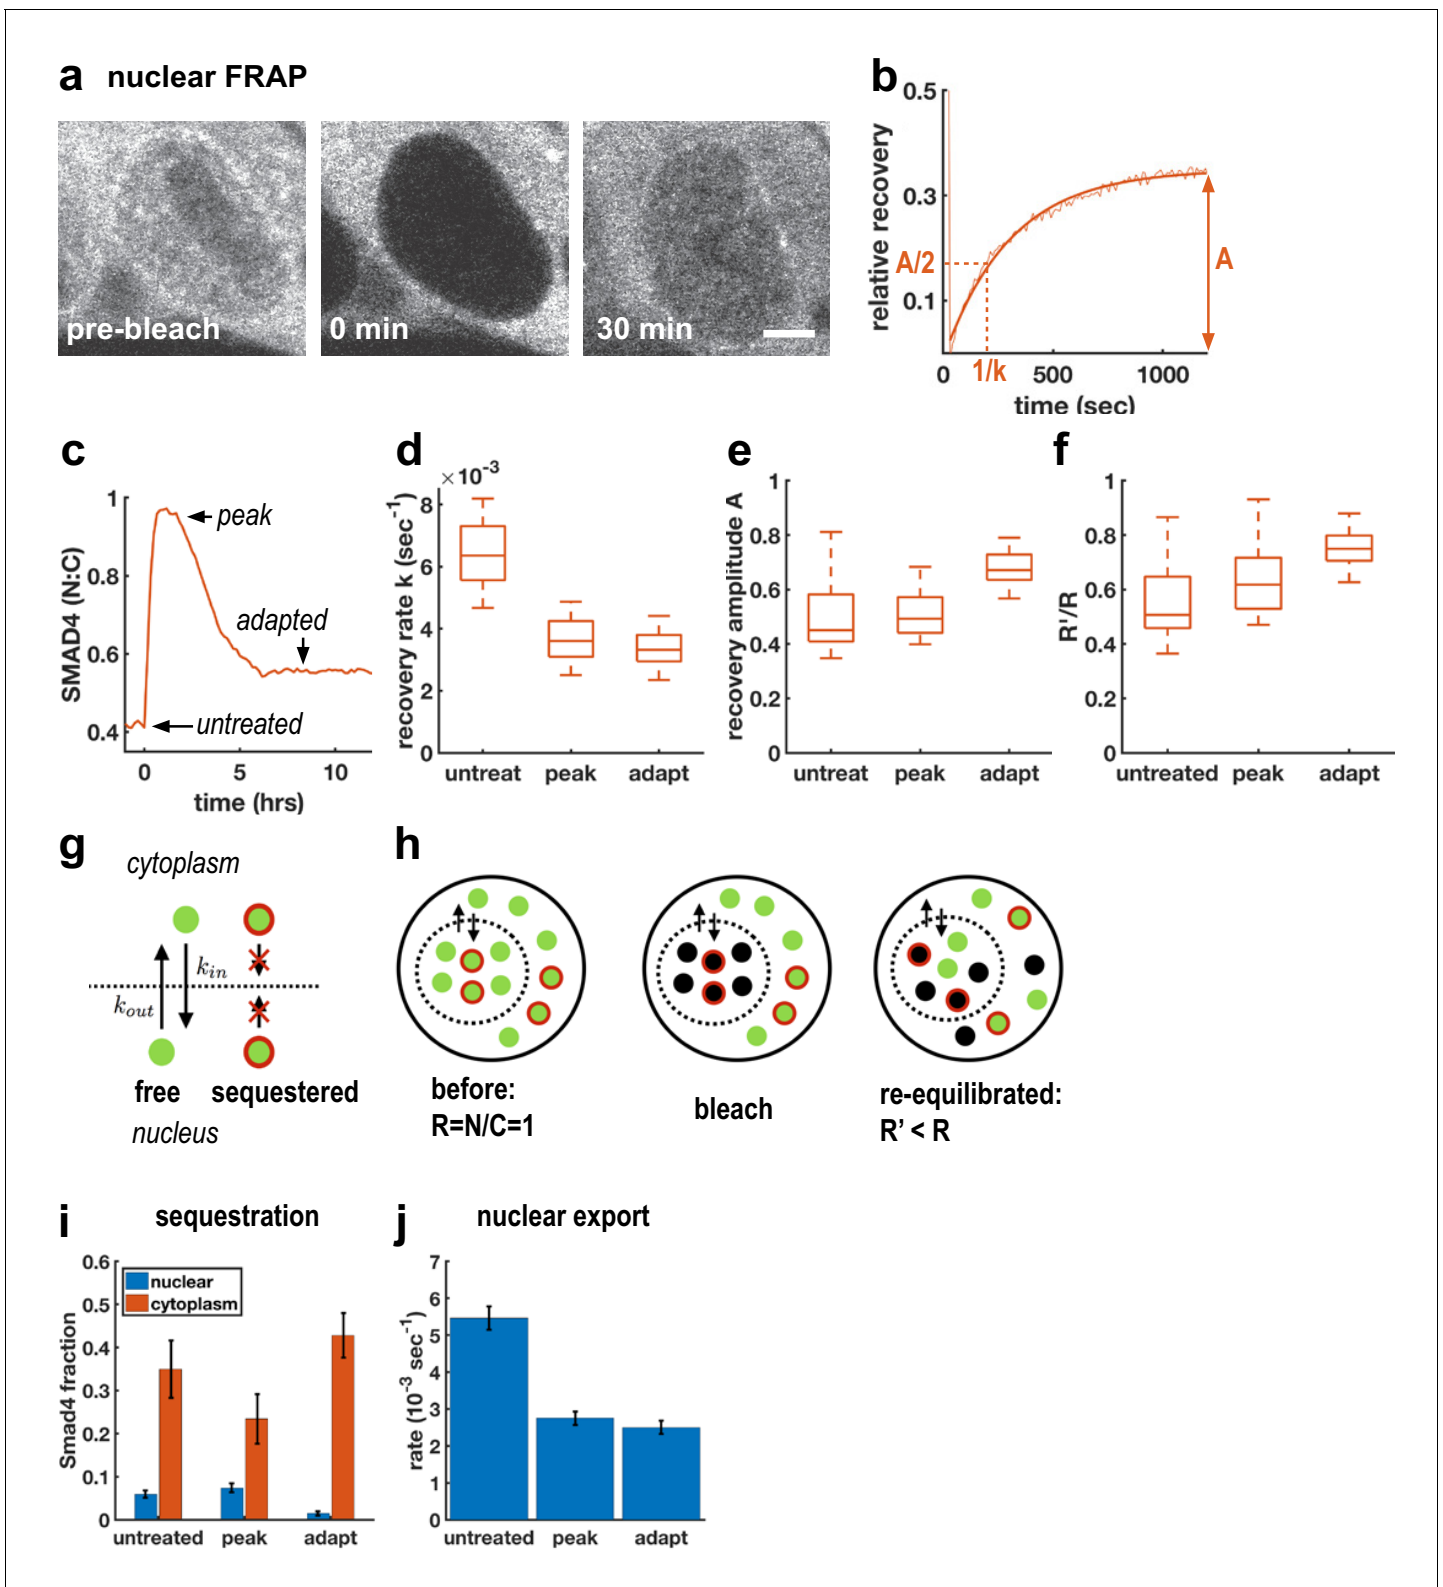 a nuclear FRAP
pre-bleach
0 min
30 min
b
0.5
0.3
0.1
relative recovery
A/2
A
1/k
0 500 1000
time (sec)
c
1
0.8
0.6
0.4
SMAD4 (N:C)
peak
adapted
untreated
0 5 10
time (hrs)
d
×10-3
8
6
4
2
0
recovery rate k (sec-1)
untreat peak adapt
e
1
0.8
0.6
0.4
0.2
0
recovery amplitude A
untreat peak adapt
f
1
0.8
0.6
0.4
0.2
0
R'/R
untreated peak adapt
g
cytoplasm
kin
kout
free sequestered
nucleus
h
before:
R=N/C=1
bleach
re-equilibrated:
R' < R
i sequestration
0.6
0.5
0.4
0.3
0.2
0.1
0
Smad4 fraction
nuclear
cytoplasm
untreated peak adapt
j nuclear export
7
6
5
4
3
2
1
0
rate (10-3 sec-1)
untreated peak adapt